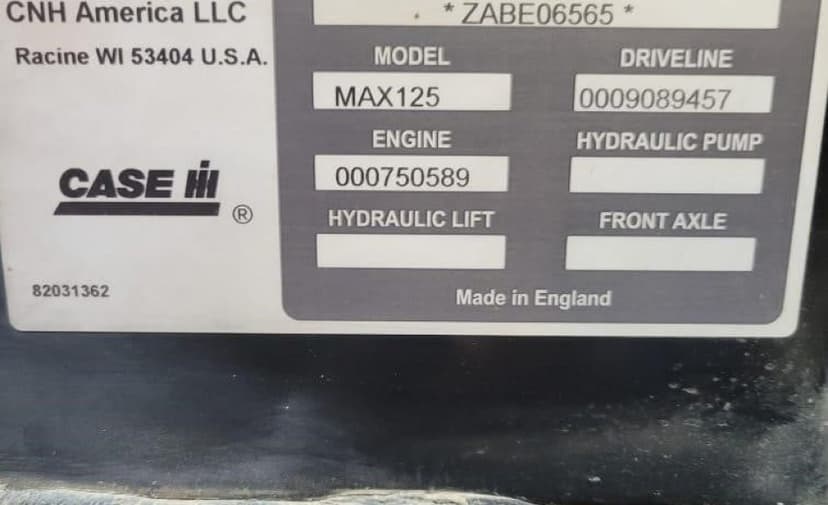 CNH America LLC
Racine WI 53404 U.S.A.
CASE IH
®
82031362
* ZABE06565 *
MODEL
DRIVELINE
MAX125
0009089457
ENGINE
HYDRAULIC PUMP
000750589
HYDRAULIC LIFT
FRONT AXLE
Made in England